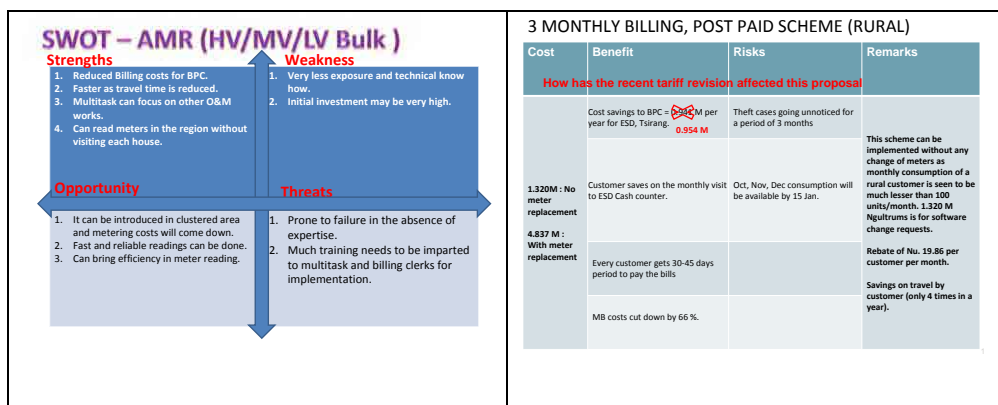 SWOT – AMR (HV/MV/LV Bulk )
Strengths
1. Reduced Billing costs for BPC.
2. Faster as travel time is reduced.
3. Multitask can focus on other O&M
works.
4. Can read meters in the region without
visiting each house.
Weakness
1. Very less exposure and technical know
how.
2. Initial investment may be very high.
Opportunity
1. It can be introduced in clustered area
and metering costs will come down.
2. Fast and reliable readings can be done.
3. Can bring efficiency in meter reading.
Threats
1. Prone to failure in the absence of
expertise.
2. Much training needs to be imparted
to multitask and billing clerks for
implementation.
3 MONTHLY BILLING, POST PAID SCHEME (RURAL)
Cost Benefit Risks Remarks
How has the recent tariff revision affected this proposal
1.320M : No
meter
replacement
4.837 M :
With meter
replacement
Cost savings to BPC = M per
year for ESD, Tsirang.
0.954 M
Theft cases going unnoticed for
a period of 3 months
Customer saves on the monthly visit
to ESD Cash counter.
Oct, Nov, Dec consumption will
be available by 15 Jan.
Every customer gets 30-45 days
period to pay the bills
MB costs cut down by 66 %.
This scheme can be
implemented without any
change of meters as
monthly consumption of a
rural customer is seen to be
much lesser than 100
units/month. 1.320 M
Ngultrums is for software
change requests.
Rebate of Nu. 19.86 per
customer per month.
Savings on travel by
customer (only 4 times in a
year).